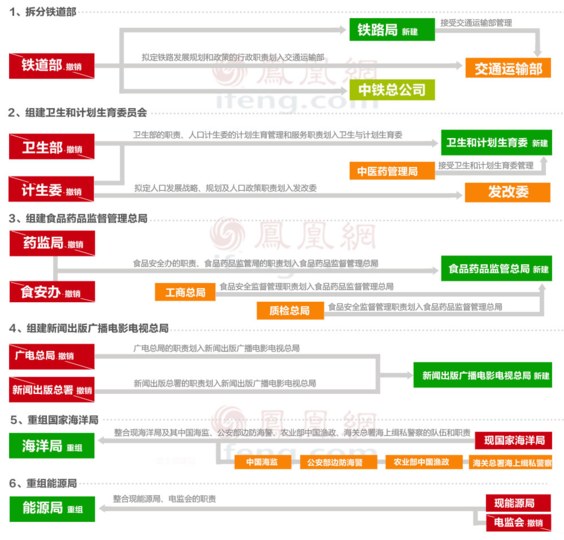 1、拆分铁道部
铁路局 新建
接受交通运输部管理
铁道部 撤销
拟定铁路发展规划和政策的行政职责划入交通运输部
交通运输部
中铁总公司
鳳凰網
ifeng.com
2、组建卫生和计划生育委员会
卫生部 撤销
卫生部的职责、人口计生委的计划生育管理和服务职责划入卫生与计划生育委
卫生和计划生育委 新建
中医药管理局
接受卫生和计划生育委管理
计生委 撤销
拟定人口发展战略、规划及人口政策职责划入发改委
发改委
3、组建食品药品监督管理总局
鳳凰網
ifeng.com
药监局 撤销
食品安全办的职责、食品药品监管局的职责划入食品药品监督管理总局
食品药品监管总局 新建
食安办 撤销
工商总局
食品安全监督管理职责划入食品药品监督管理总局
质检总局
食品安全监督管理职责划入食品药品监督管理总局
4、组建新闻出版广播电影电视总局
广电总局 撤销
广电总局的职责划入新闻出版广播电影电视总局
新闻出版广播电影电视总局 新建
新闻出版总署 撤销
新闻出版总署的职责划入新闻出版广播电影电视总局
5、重组国家海洋局
鳳凰網
ifeng.com
海洋局 重组
整合现海洋局及其中国海监、公安部边防海警、农业部中国渔政、海关总署海上缉私警察的队伍和职责
现国家海洋局
中国海监
公安部边防海警
农业部中国渔政
海关总署海上缉私警察
6、重组能源局
能源局 重组
整合现能源局、电监会的职责
现能源局
电监会 撤销